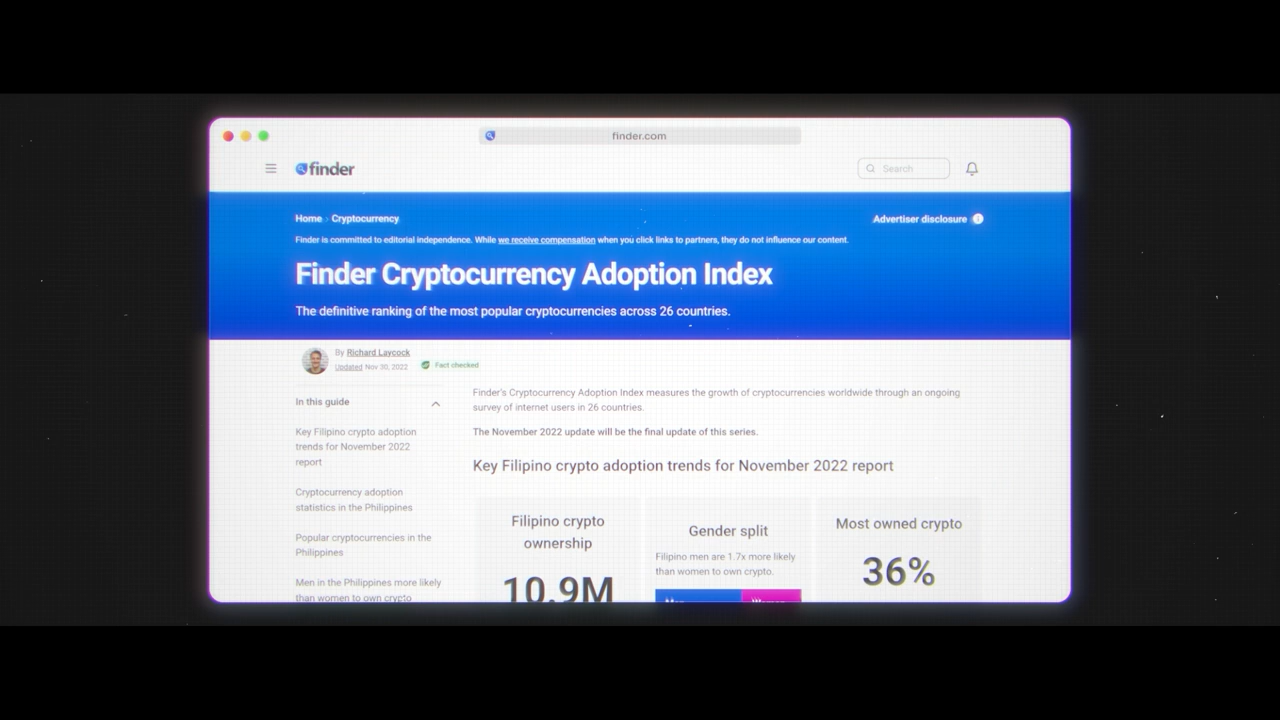 finder.com
finder
Search
Home › Cryptocurrency
Advertiser disclosure
Finder is committed to editorial independence. While we receive compensation when you click links to partners, they do not influence our content.
Finder Cryptocurrency Adoption Index
The definitive ranking of the most popular cryptocurrencies across 26 countries.
By Richard Laycock
Updated Nov 30, 2022
Fact checked
In this guide
Key Filipino crypto adoption
trends for November 2022
report
Cryptocurrency adoption
statistics in the Philippines
Popular cryptocurrencies in the
Philippines
Men in the Philippines more likely
than women to own crypto
Finder's Cryptocurrency Adoption Index measures the growth of cryptocurrencies worldwide through an ongoing
survey of internet users in 26 countries.
The November 2022 update will be the final update of this series.
Key Filipino crypto adoption trends for November 2022 report
Filipino crypto
ownership
10.9M
Gender split
Filipino men are 1.7x more likely
than women to own crypto.
Most owned crypto
36%